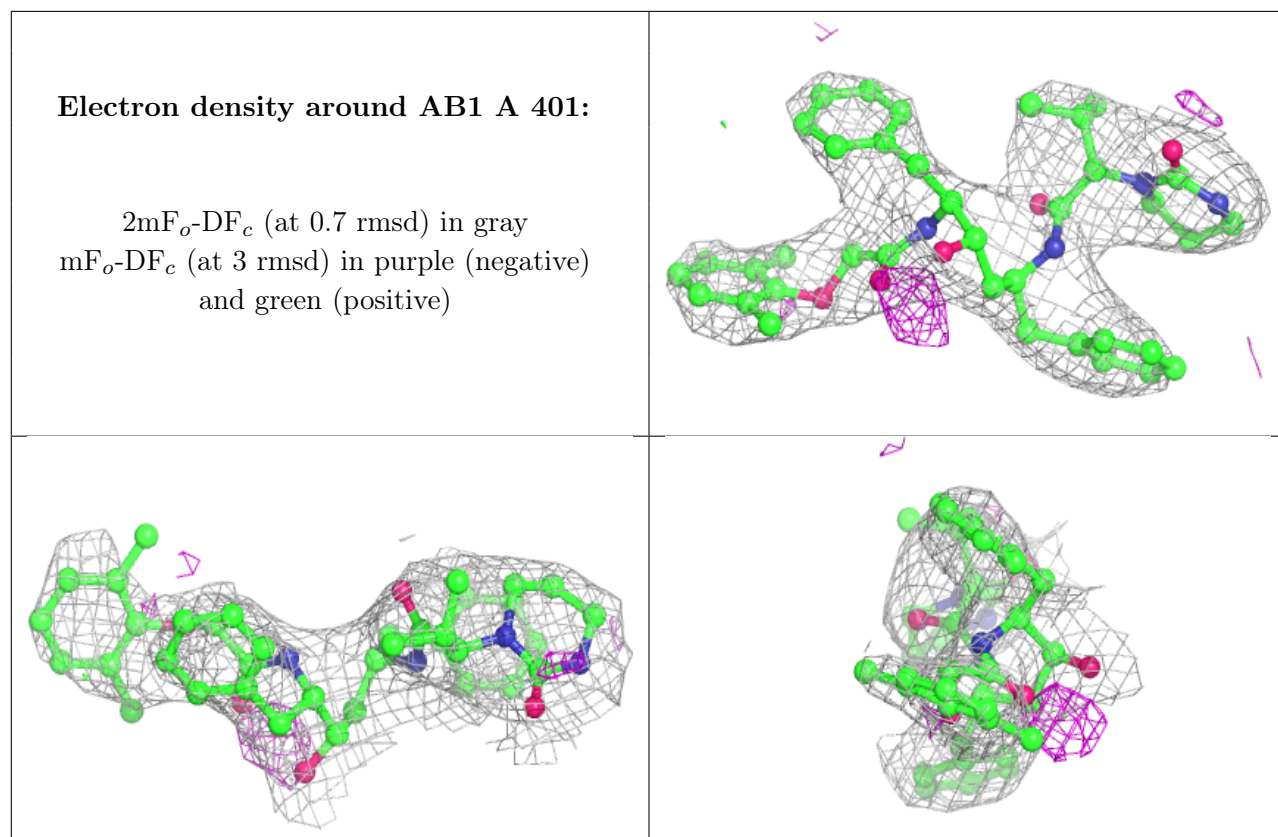 Electron density around AB1 A 401:
2mFo-DFc (at 0.7 rmsd) in gray
mFo-DFc (at 3 rmsd) in purple (negative)
and green (positive)